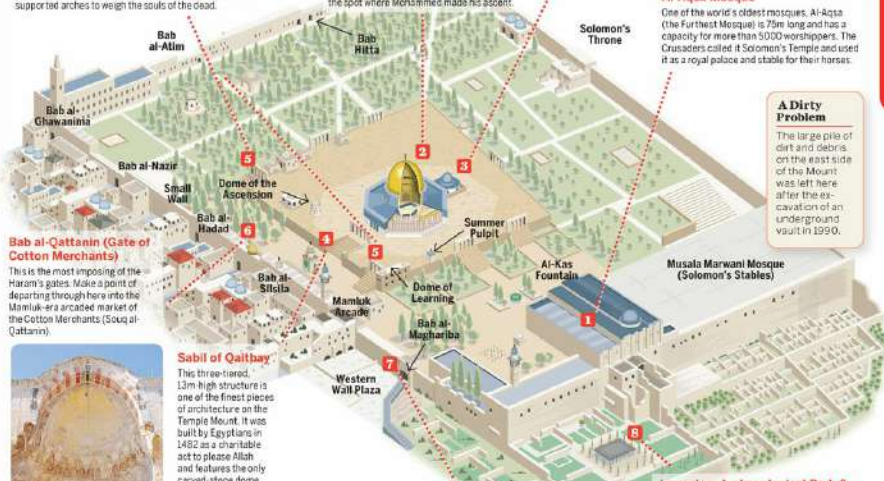 supported arches to weigh the souls of the dead.
the spot where Mohammed made his ascent.
One of the world's oldest mosques, Al-Aqsa
(the Furthest Mosque) is 75m long and has a
capacity for more than 5000 worshippers. The
Crusaders called it Solomon's Temple and used
it as a royal palace and stable for their horses.
Bab
al-Atim
Bab
Hitta
Solomon's
Throne
Bab al-
Ghawanima
A Dirty
Problem
The large pile of
dirt and debris
on the east side
of the Mount
was left here
after the ex-
cavation of an
underground
vault in 1990.
Bab al-Nazir
5
2
3
Small
Wall
Dome of the
Ascension
Bab al-
Hadad
6
4
5
Summer
Pulpit
Bab al-Qattanin (Gate of
Cotton Merchants)
This is the most imposing of the
Haram's gates. Make a point of
departing through here into the
Mamluk-era arcaded market of
the Cotton Merchants (Souq al-
Qattanin).
Bab al-
Silsila
Dome of
Learning
Al-Kas
Fountain
Musala Marwani Mosque
(Solomon's Stables)
Mamluk
Arcade
1
Bab al-
Maghariba
Sabil of Qaitbay
This three-tiered,
13m-high structure is
one of the finest pieces
of architecture on the
Temple Mount. It was
built by Egyptians in
1482 as a charitable
act to please Allah
and features the only
carved-stone dome
7
Western
Wall Plaza
8